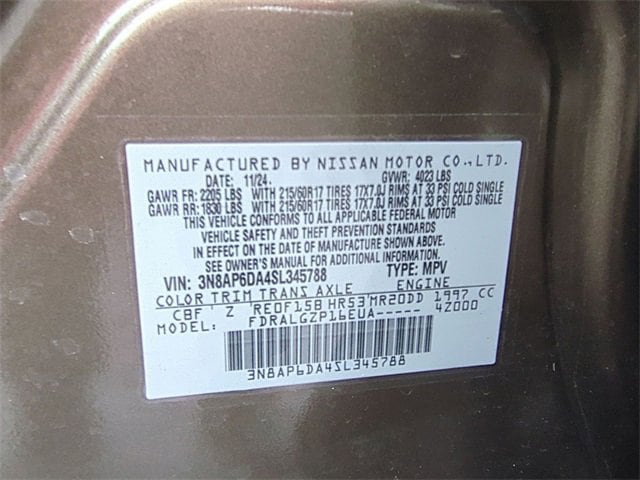 MANUFACTURED BY NISSAN MOTOR CO.,LTD.
DATE: 11/24. GVWR: 4023 LBS
GAWR FR: 2205 LBS WITH 215/60R17 TIRES 17X7.0J RIMS AT 33 PSI COLD SINGLE
GAWR RR: 1830 LBS WITH 215/60R17 TIRES 17X7.0J RIMS AT 33 PSI COLD SINGLE
THIS VEHICLE CONFORMS TO ALL APPLICABLE FEDERAL MOTOR
VEHICLE SAFETY AND THEFT PREVENTION STANDARDS
IN EFFECT ON THE DATE OF MANUFACTURE SHOWN ABOVE.
SEE OWNER'S MANUAL FOR ADDITIONAL INFORMATION.
VIN: 3N8AP6DA4SL345788 TYPE: MPV
COLOR TRIM TRANS AXLE ENGINE
CBF Z RE0F15B HR53 MR20DD 1997 CC
MODEL: FDRALGZP16EUA----- 42000
3N8AP6DA4SL345788